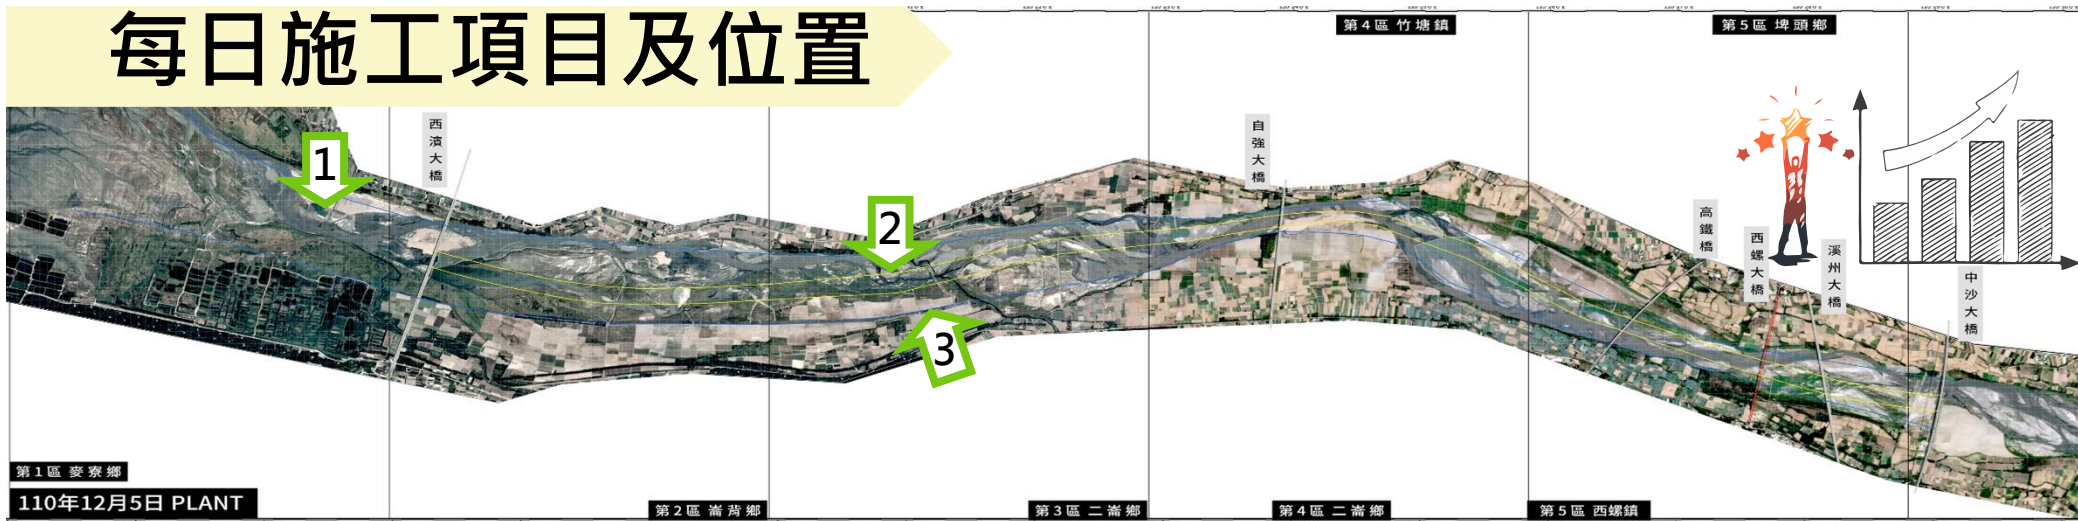 每日施工項目及位置
第4區 竹塘鎮
第5區 埤頭鄉
1
西濱大橋
2
3
自強大橋
高鐵橋
西螺大橋
溪州大橋
中沙大橋
第1區 麥寮鄉
110年12月5日 PLANT
第2區 崙背鄉
第3區 二崙鄉
第4區 二崙鄉
第5區 西螺鎮